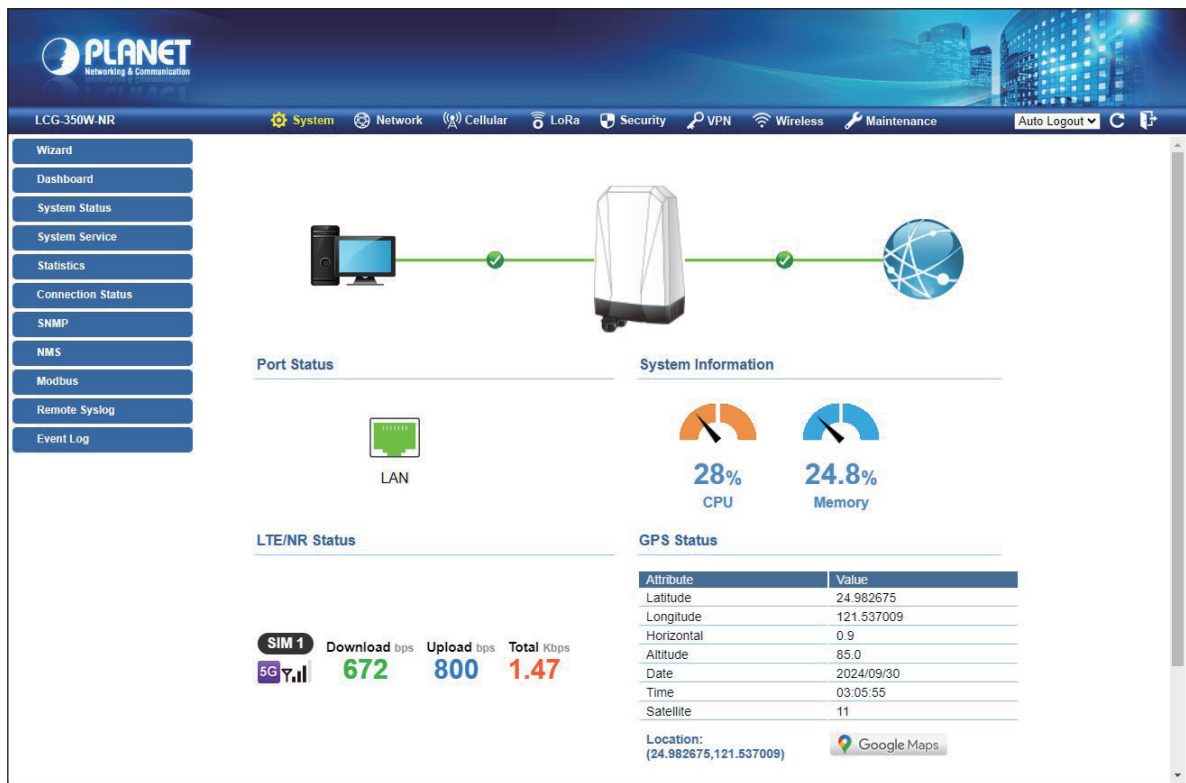 PLANET
Networking & Communication
LCG-350W-NR
System
Network
Cellular
LoRa
Security
VPN
Wireless
Maintenance
Auto Logout
Wizard
Dashboard
System Status
System Service
Statistics
Connection Status
SNMP
NMS
Modbus
Remote Syslog
Event Log
Port Status
LAN
System Information
28%
CPU
24.8%
Memory
LTE/NR Status
SIM 1
5G
Download bps
672
Upload bps
800
Total Kbps
1.47
GPS Status
Attribute Value
Latitude 24.982675
Longitude 121.537009
Horizontal 0.9
Altitude 85.0
Date 2024/09/30
Time 03:05:55
Satellite 11
Location:
(24.982675,121.537009)
Google Maps